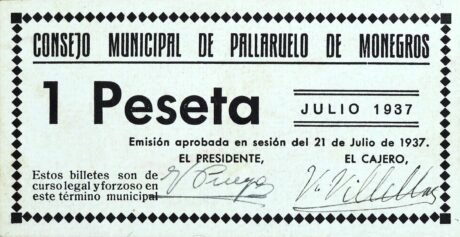 CONSEJO MUNICIPAL DE PALLARUELO DE MONEGROS
1 Peseta
JULIO 1937
Emisión aprobada en sesión del 21 de Julio de 1937.
EL PRESIDENTE,
EL CAJERO,
Estos billetes son de
curso legal y forzoso en
este término municipal